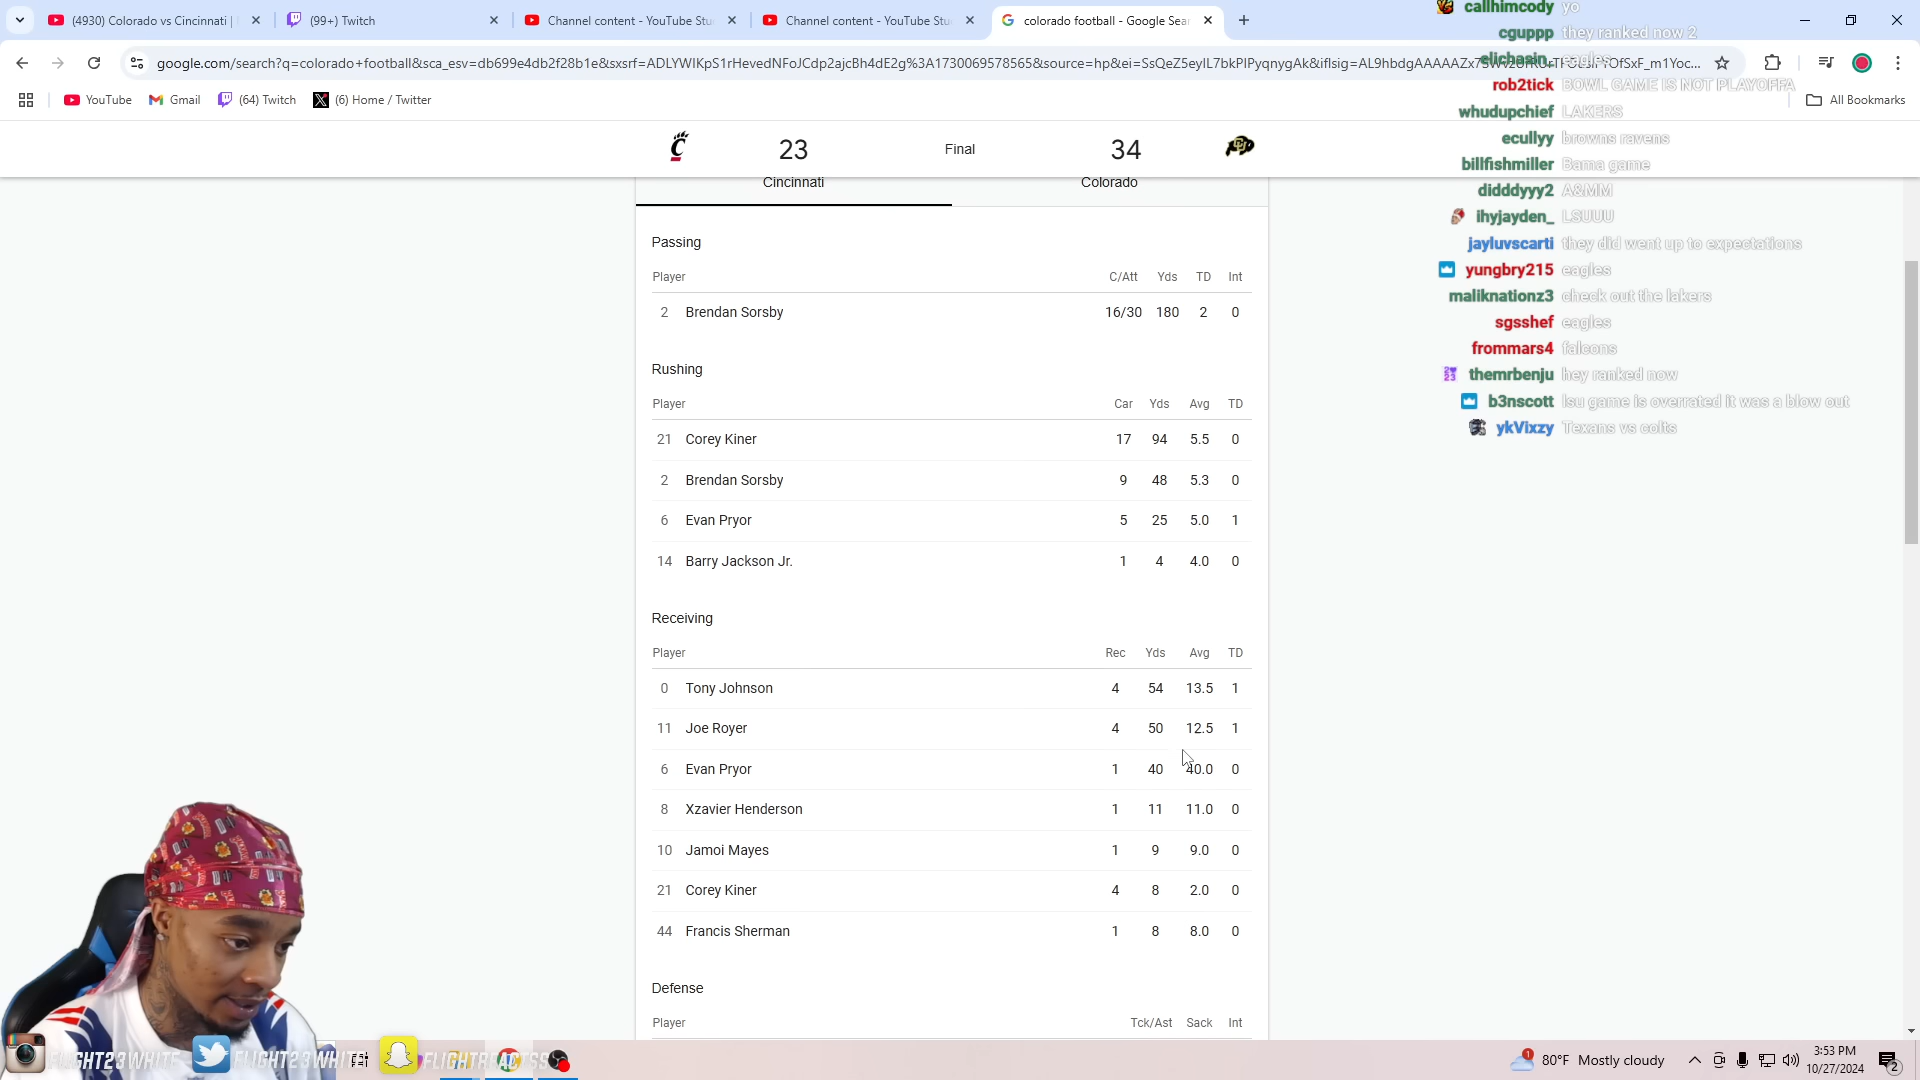 (4930) Colorado vs Cincinnati |
(99+) Twitch
Channel content - YouTube Stu
Channel content - YouTube Stu
colorado football - Google Sear
google.com/search?q=colorado+football&sca_esv=db699e4db2f28b1e&sxsrf=
YouTube
Gmail
(64) Twitch
(6) Home / Twitter
All Bookmarks
callhimcody yo
cguppp they ranked now 2
elichasin_ eagles
rob2tick BOWL GAME IS NOT PLAYOFFA
whudupchief LAKERS
ecullyy browns ravens
billfishmiller Bama game
didddyyy2 A&MM
ihyjayden_ LSUUU
jayluvscarti they did went up to expectations
yungbry215 eagles
maliknationz3 check out the lakers
sgsshef eagles
frommars4 falcons
themrbenju hey ranked now
b3nscott lsu game is overrated it was a blow out
ykVixzy Texans vs colts
23 Final 34
Cincinnati Colorado
Passing
Player C/Att Yds TD Int
2 Brendan Sorsby 16/30 180 2 0
Rushing
Player Car Yds Avg TD
21 Corey Kiner 17 94 5.5 0
2 Brendan Sorsby 9 48 5.3 0
6 Evan Pryor 5 25 5.0 1
14 Barry Jackson Jr. 1 4 4.0 0
Receiving
Player Rec Yds Avg TD
0 Tony Johnson 4 54 13.5 1
11 Joe Royer 4 50 12.5 1
6 Evan Pryor 1 40 40.0 0
8 Xzavier Henderson 1 11 11.0 0
10 Jamoi Mayes 1 9 9.0 0
21 Corey Kiner 4 8 2.0 0
44 Francis Sherman 1 8 8.0 0
Defense
Player Tck/Ast Sack Int
FLIGHT23WHITE
FLIGHT23WHITE
FLIGHTREACTSS
80°F Mostly cloudy
3:53 PM
10/27/2024